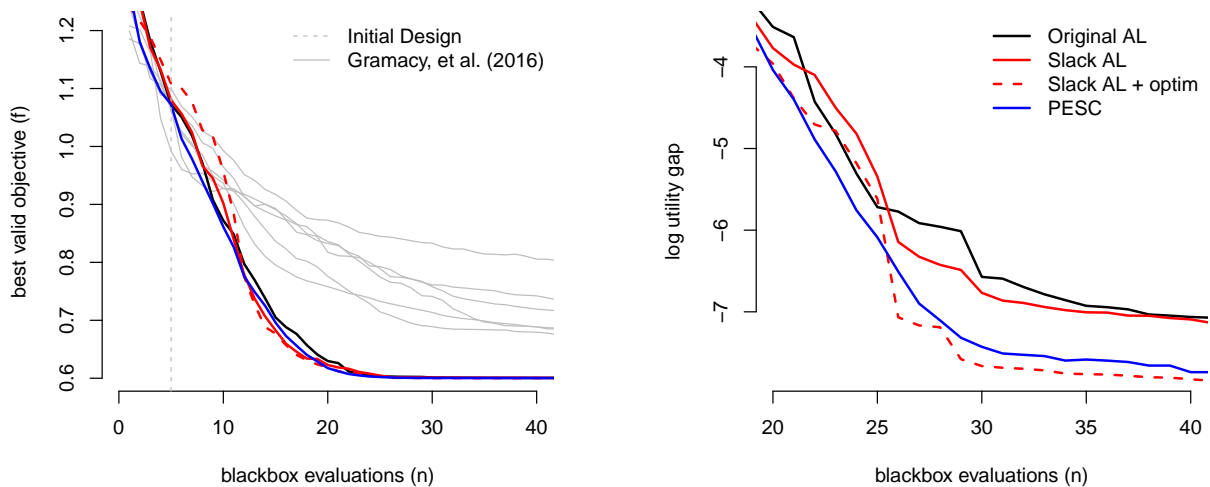 1.2
1.1
1.0
0.9
0.8
0.7
0.6
best valid objective (f)
Initial Design
Gramacy, et al. (2016)
0 10 20 30 40
blackbox evaluations (n)
−4
−5
−6
−7
log utility gap
Original AL
Slack AL
Slack AL + optim
PESC
20 25 30 35 40
blackbox evaluations (n)